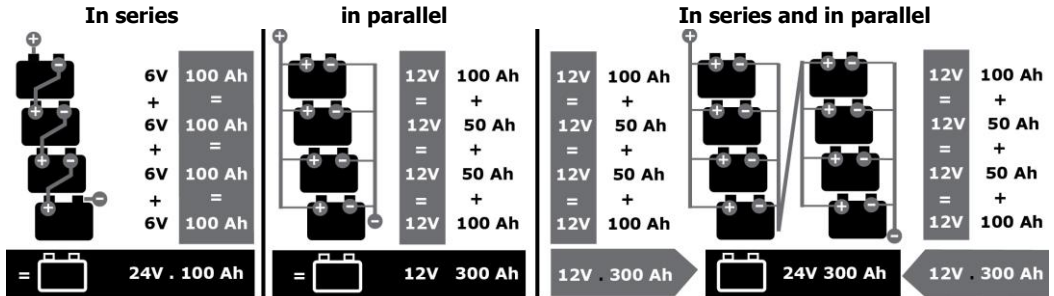 In series
+
-
+ -
+ -
-
6V 100 Ah
+ =
6V 100 Ah
+ =
6V 100 Ah
+ =
6V 100 Ah
= 24V . 100 Ah
in parallel
+
+ -
+ -
+ -
+
-
12V 100 Ah
= +
12V 50 Ah
= +
12V 50 Ah
= +
12V 100 Ah
= 12V 300 Ah
In series and in parallel
12V 100 Ah
= +
12V 50 Ah
= +
12V 50 Ah
= +
12V 100 Ah
12V . 300 Ah
+
+ - + -
+ - + -
+ - + -
+ - + -
-
24V 300 Ah
12V 100 Ah
= +
12V 50 Ah
= +
12V 50 Ah
= +
12V 100 Ah
12V . 300 Ah